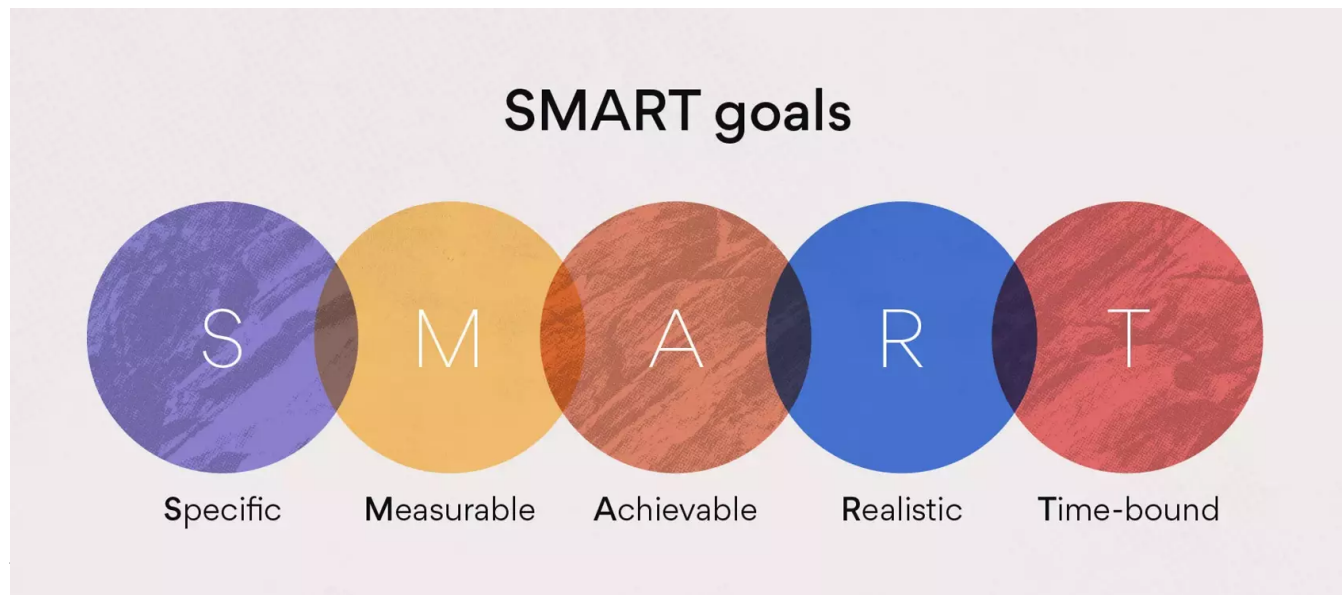 SMART goals
S M A R T
Specific Measurable Achievable Realistic Time-bound